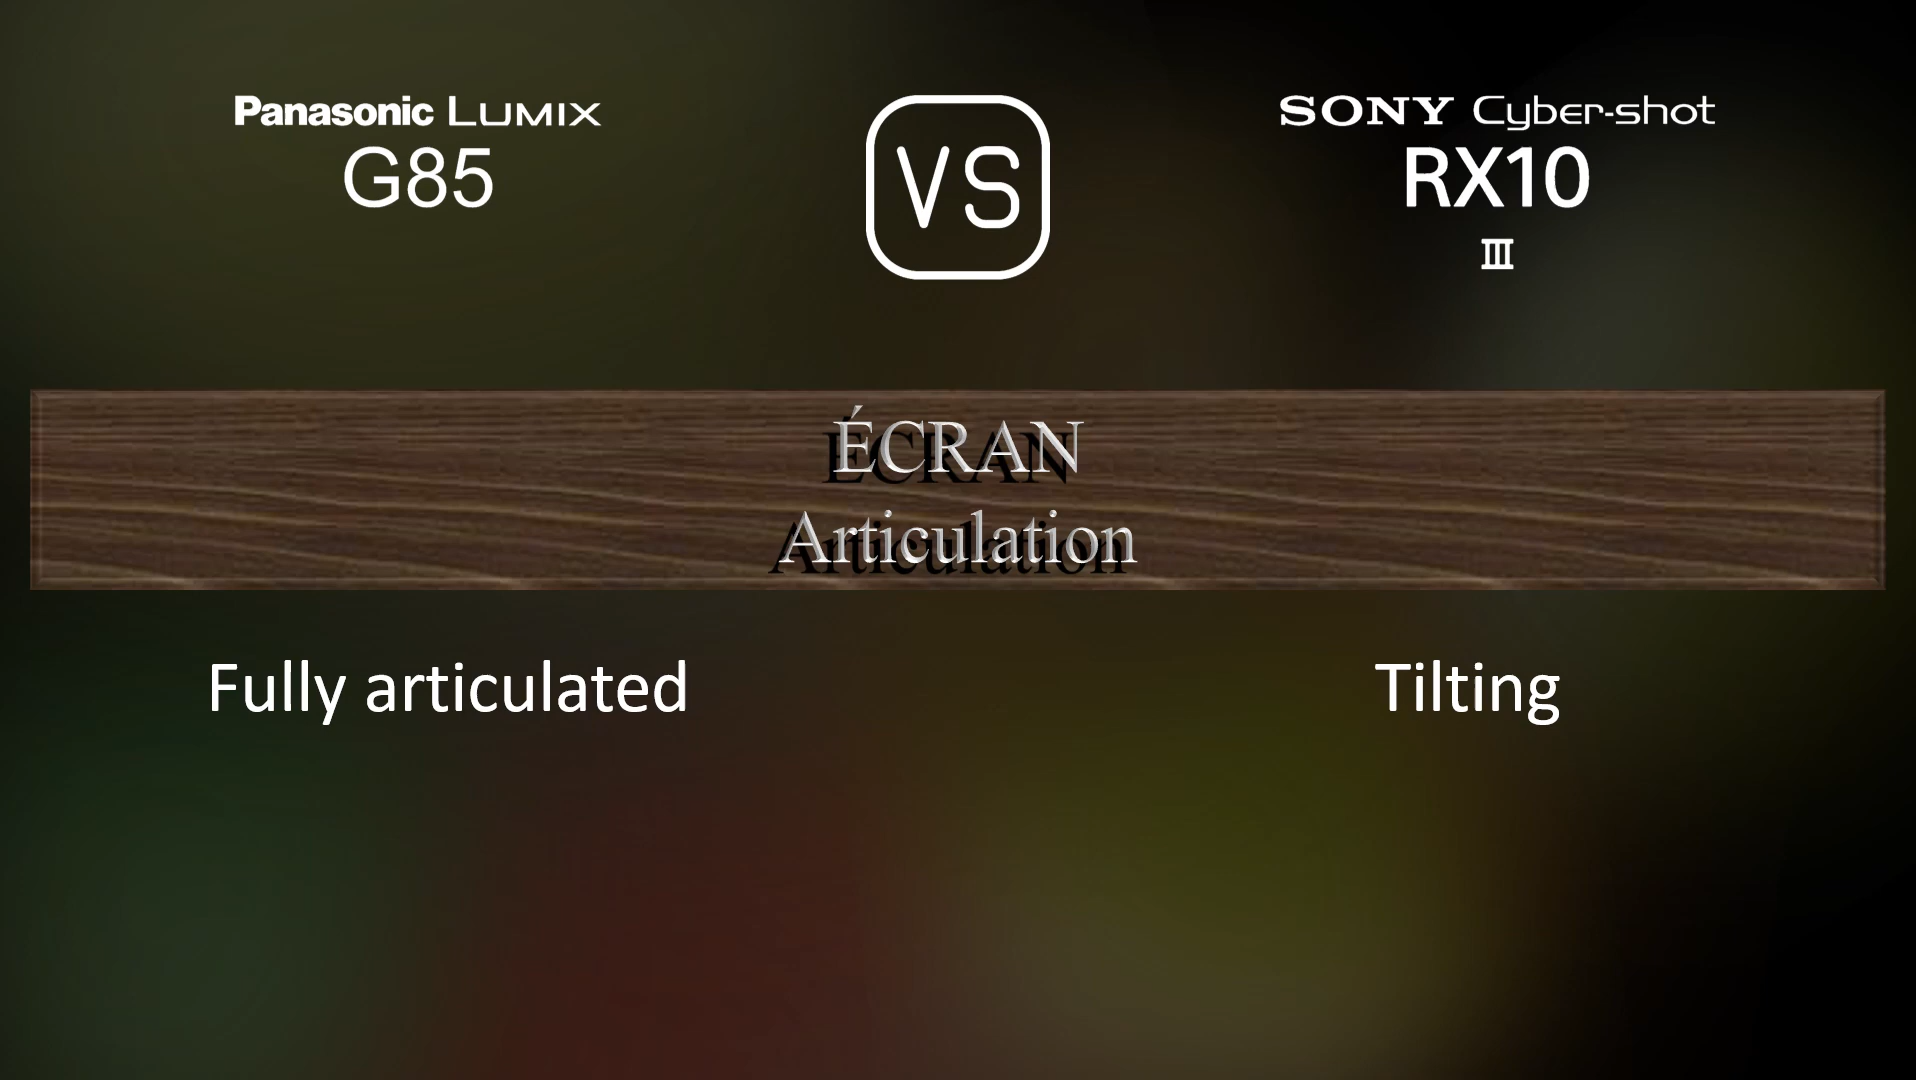 Panasonic LUMIX
G85
VS
SONY Cyber-shot
RX10
III
ÉCRAN
Articulation
Fully articulated
Tilting